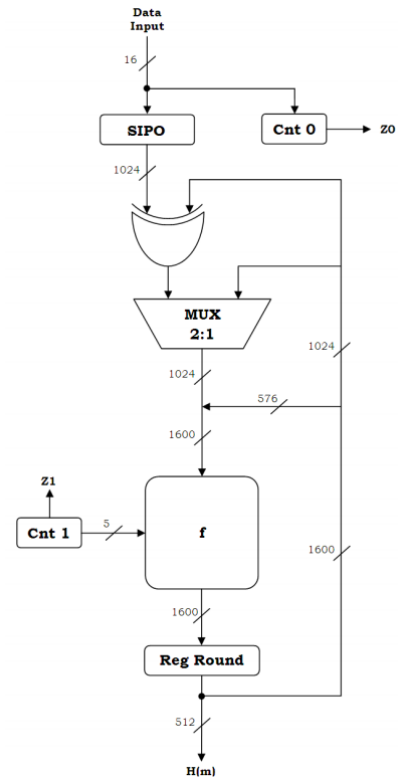 Data
Input
16
SIPO
Cnt 0
Z0
1024
MUX
2:1
1024
1024
576
1600
Z1
Cnt 1
5
f
1600
1600
Reg Round
512
H(m)